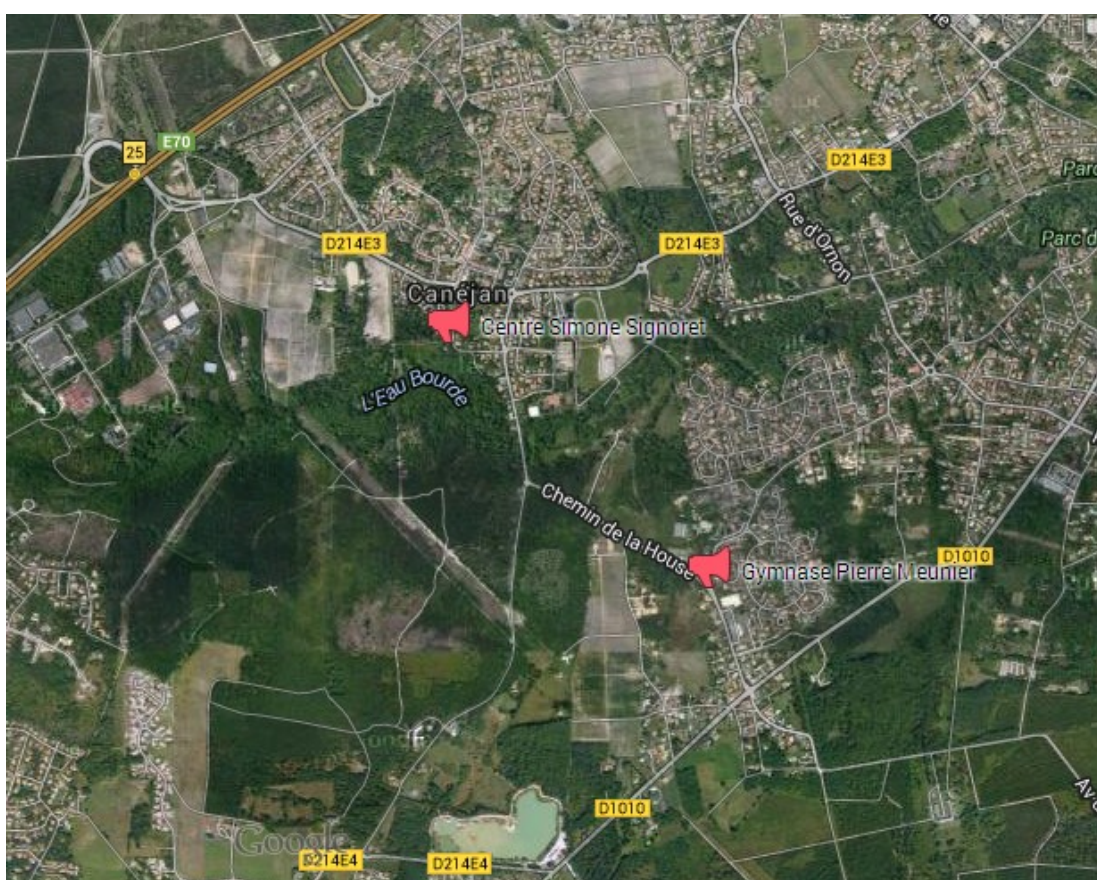 E70
25
D214E3
Parc
Rue d'Ornon
D214E3
D214E3
Parc d
Canéjan
Centre Simone Signoret
L'Eau Bourde
Chemin de la House
D1010
Gymnase Pierre Meunier
D1010
Google
D214E4
D214E4